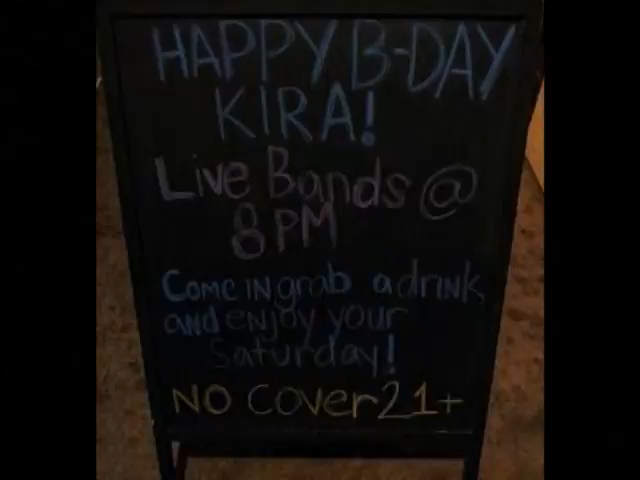 HAPPY B-DAY
KIRA!
Live Bands @
8PM
COME IN grab a drINK
and enjoy your
Saturday!
NO Cover 21+